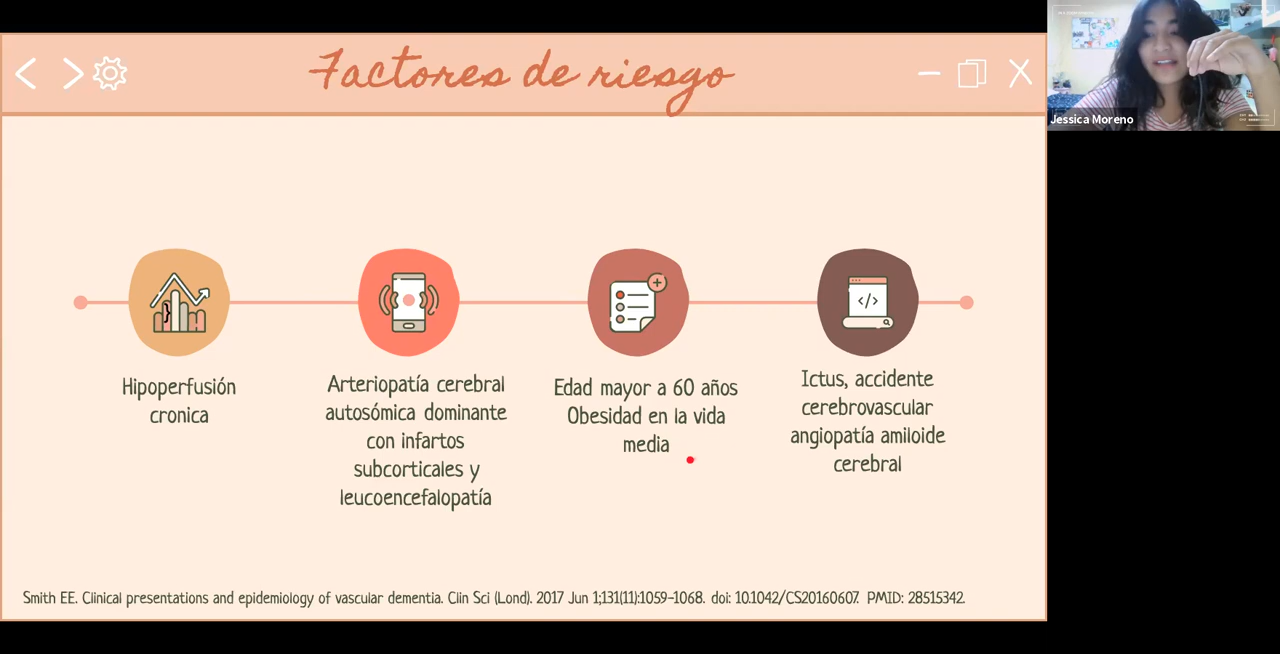 Factores de riesgo
Jessica Moreno
Hipoperfusión
cronica
Arteriopatía cerebral
autosómica dominante
con infartos
subcorticales y
leucoencefalopatía
Edad mayor a 60 años
Obesidad en la vida
media
Ictus, accidente
cerebrovascular
angiopatía amiloide
cerebral
Smith EE. Clinical presentations and epidemiology of vascular dementia. Clin Sci (Lond). 2017 Jun 1;131(11):1059-1068. doi: 10.1042/CS20160607. PMID: 28515342.